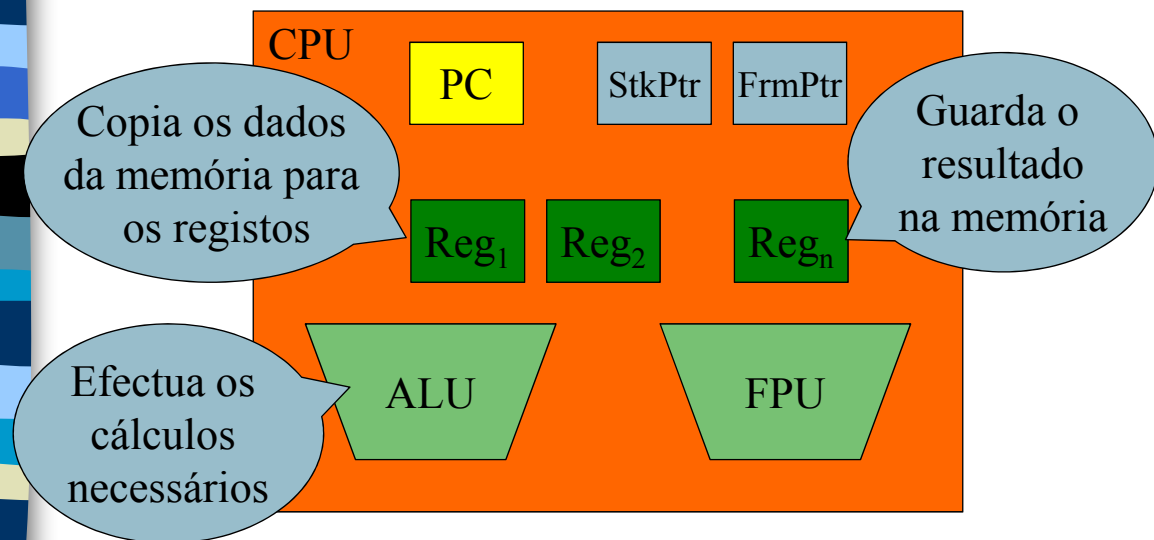 CPU
PC
StkPtr
FrmPtr
Copia os dados
da memória para
os registos
Guarda o
resultado
na memória
Reg1
Reg2
Regn
Efectua os
cálculos
necessários
ALU
FPU